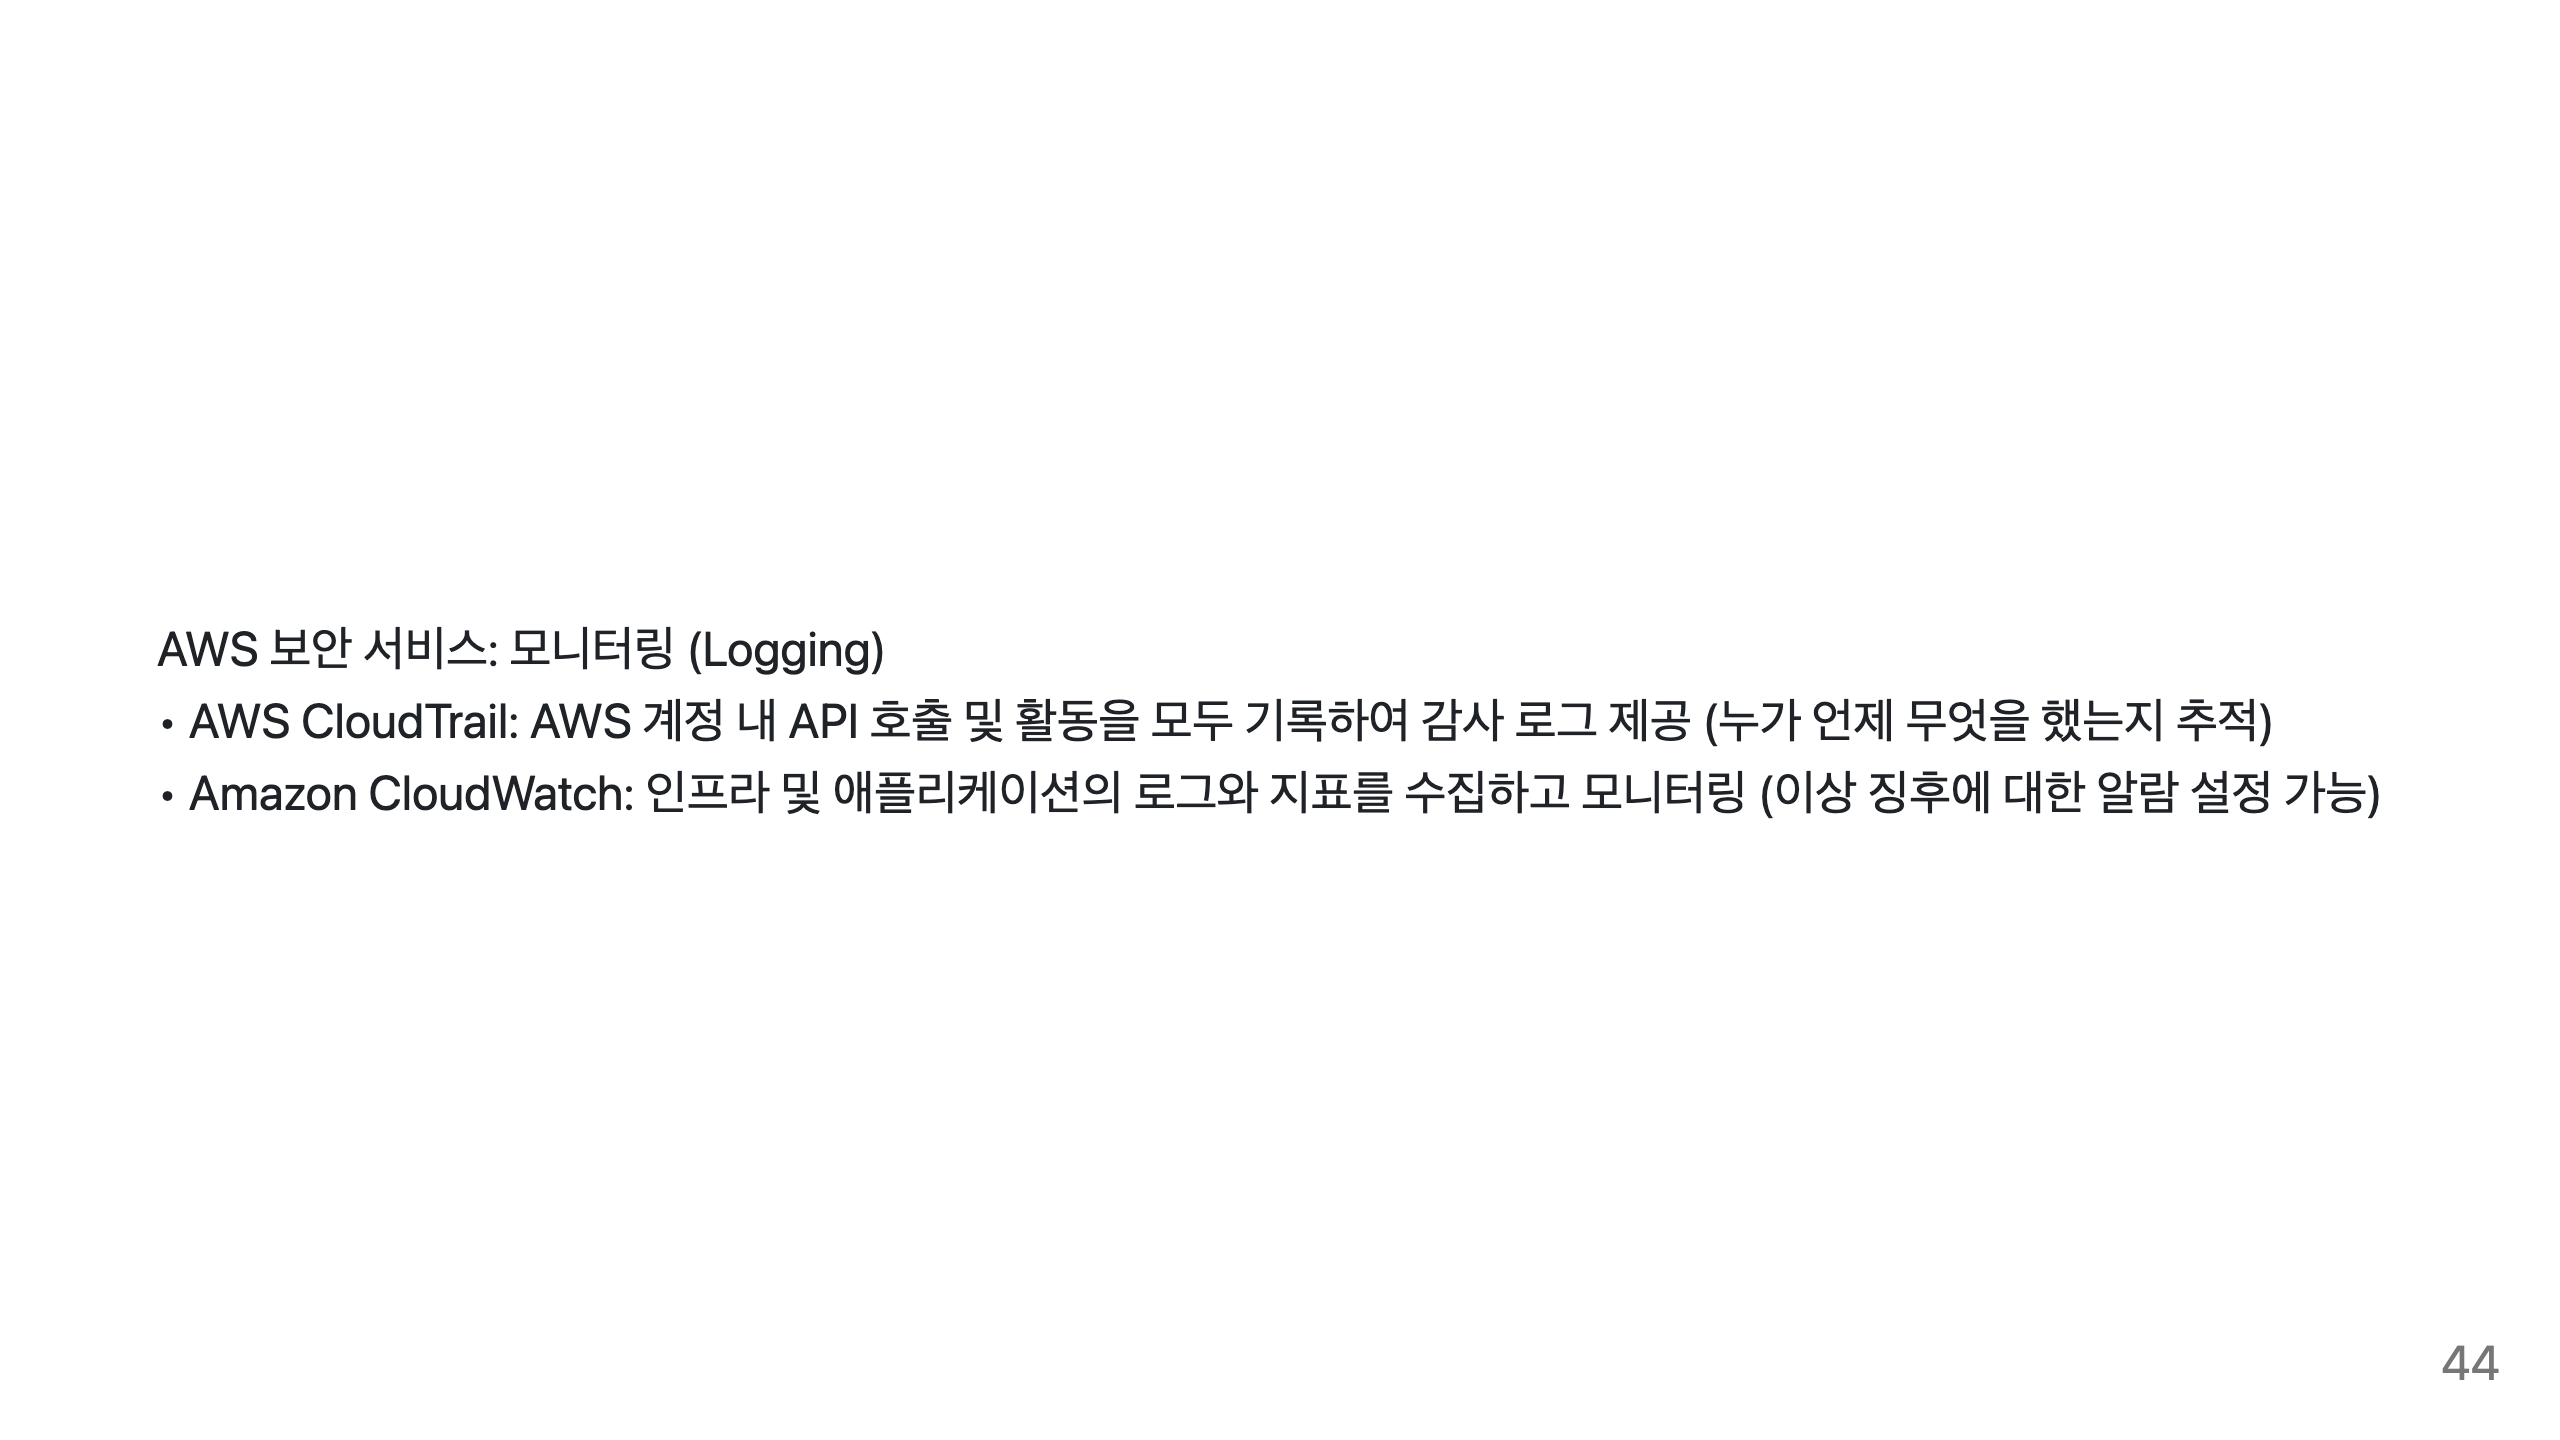 AWS 보안 서비스: 모니터링 (Logging)
• AWS CloudTrail: AWS 계정 내 API 호출 및 활동을 모두 기록하여 감사 로그 제공 (누가 언제 무엇을 했는지 추적)
• Amazon CloudWatch: 인프라 및 애플리케이션의 로그와 지표를 수집하고 모니터링 (이상 징후에 대한 알람 설정 가능)
44